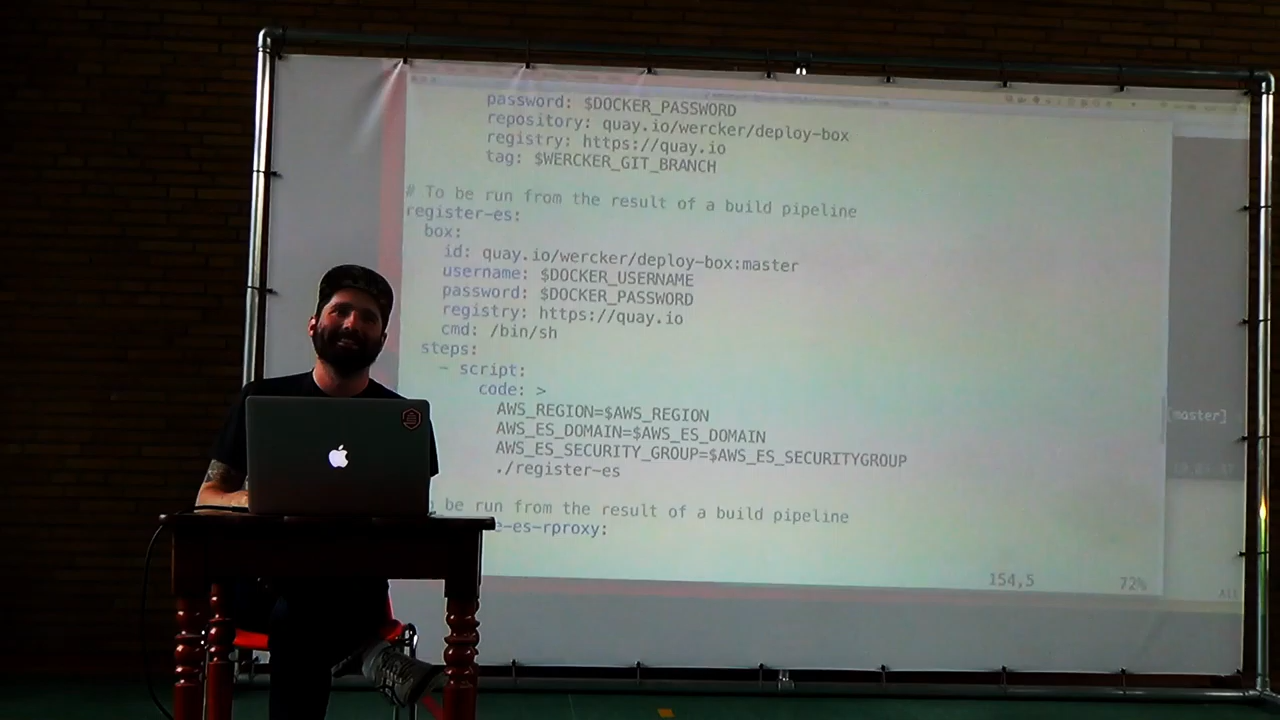 password: $DOCKER_PASSWORD
repository: quay.io/wercker/deploy-box
registry: https://quay.io
tag: $WERCKER_GIT_BRANCH
# To be run from the result of a build pipeline
register-es:
box:
id: quay.io/wercker/deploy-box:master
username: $DOCKER_USERNAME
password: $DOCKER_PASSWORD
registry: https://quay.io
cmd: /bin/sh
steps:
- script:
code: >
AWS_REGION=$AWS_REGION
[master]
AWS_ES_DOMAIN=$AWS_ES_DOMAIN
AWS_ES_SECURITY_GROUP=$AWS_ES_SECURITYGROUP
./register-es
be run from the result of a build pipeline
-es-rproxy:
154,5 72%
All